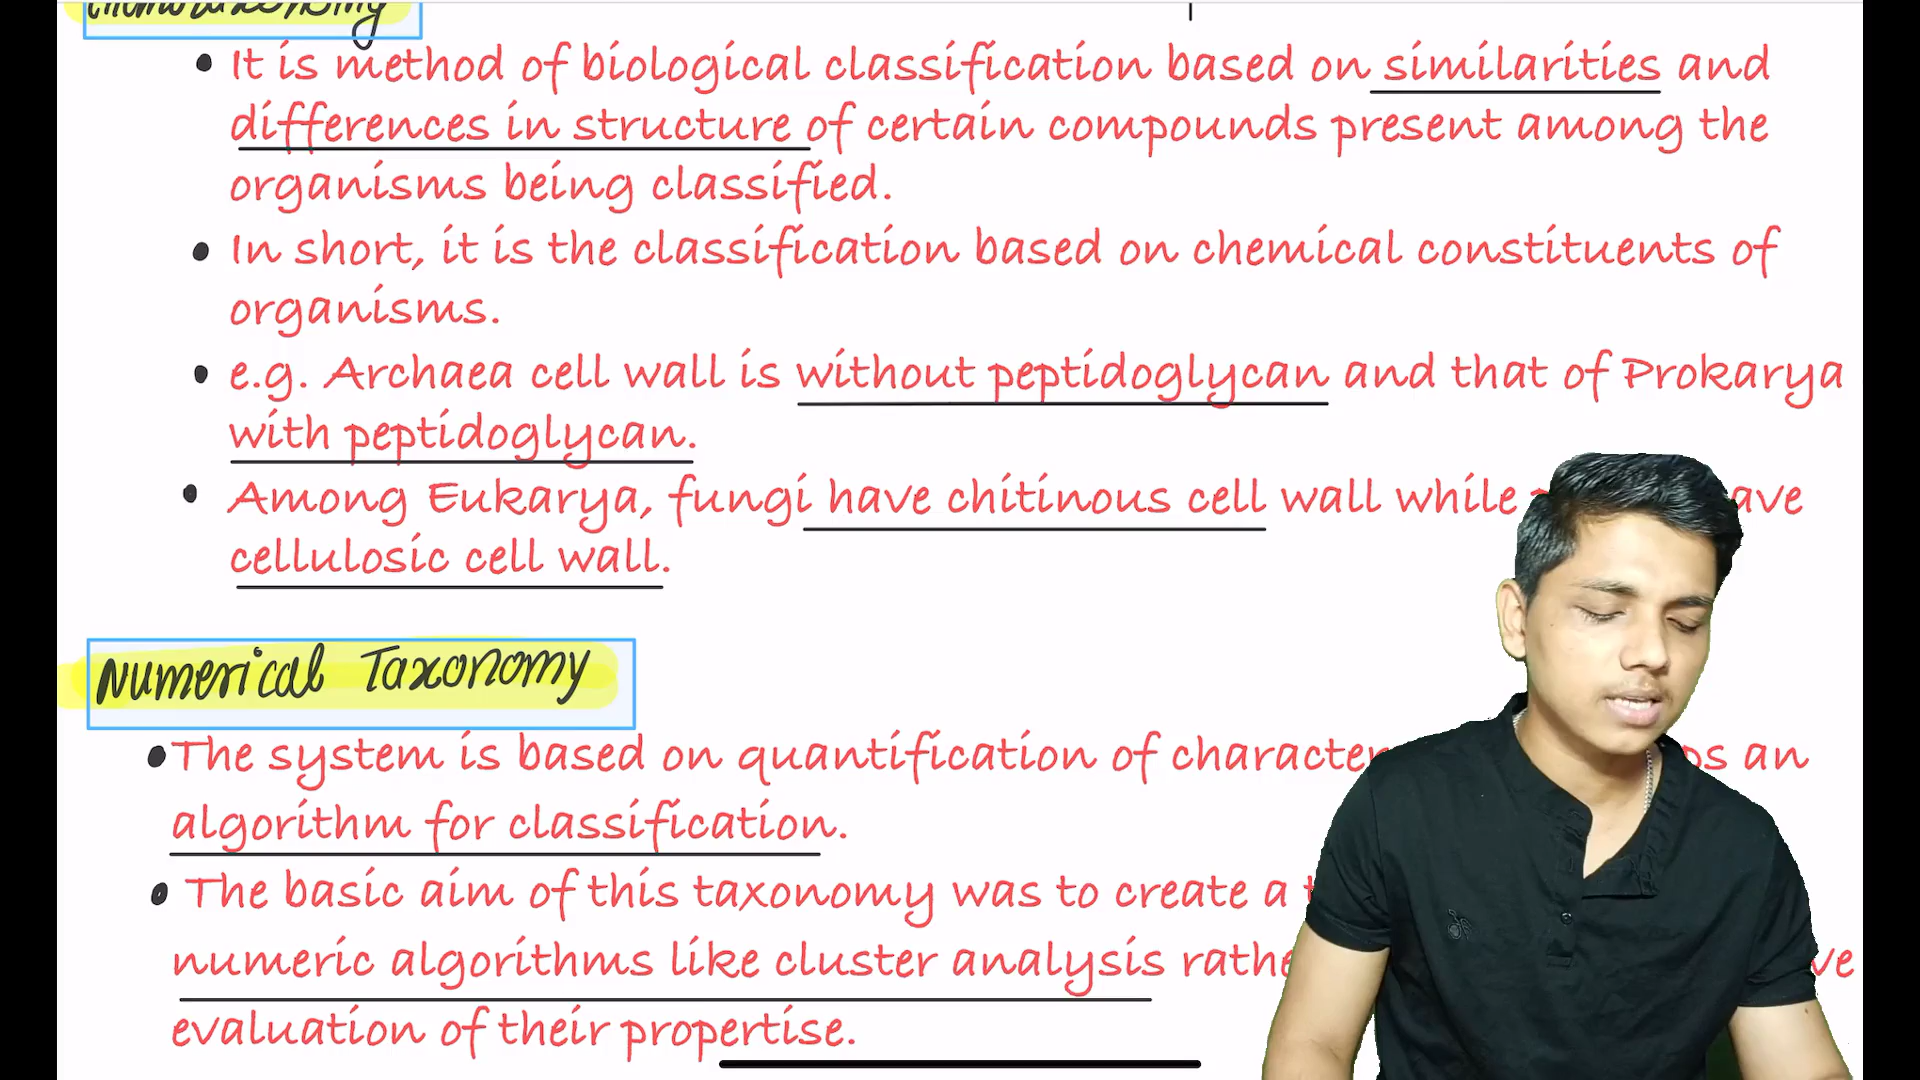 • It is method of biological classification based on similarities and
differences in structure of certain compounds present among the
organisms being classified.
• In short, it is the classification based on chemical constituents of
organisms.
• e.g. Archaea cell wall is without peptidoglycan and that of Prokarya
with peptidoglycan.
• Among Eukarya, fungi have chitinous cell wall while
cellulosic cell wall.
Numerical Taxonomy
• The system is based on quantification of an
algorithm for classification.
• The basic aim of this taxonomy was to create a
numeric algorithms like cluster analysis
evaluation of their propertise.